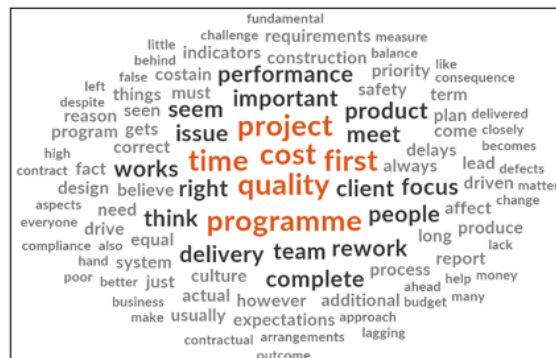 fundamental
challenge requirements measure
little indicators construction balance
behind performance priority like
false costain consequence
left things must important safety term
despite seem product
reason seen project plan delivered
program gets issue meet come closely
high correct time cost first delays becomes
contract fact works always lead defects
design believe right quality client focus driven matter
aspects change
everyone need think programme people affect
drive long produce
compliance also equal delivery team rework lack
hand system process report
poor better just culture complete ahead help money
business actual however additional budget many
make usually expectations approach
contractual arrangements lagging
outcome